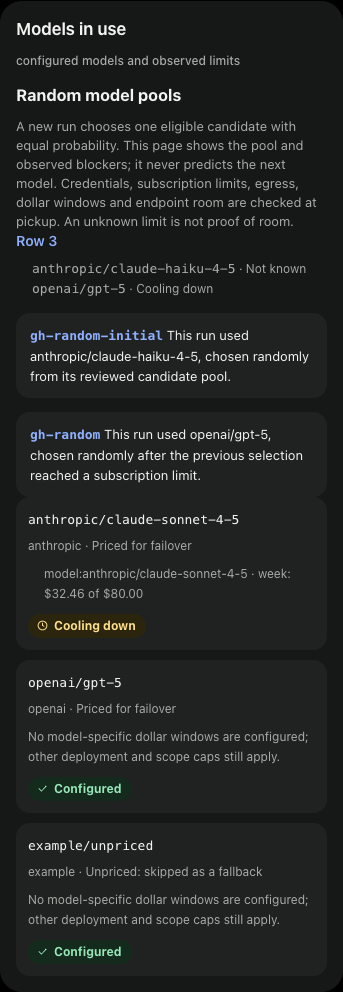 Models in use
configured models and observed limits
Random model pools
A new run chooses one eligible candidate with
equal probability. This page shows the pool and
observed blockers; it never predicts the next
model. Credentials, subscription limits, egress,
dollar windows and endpoint room are checked at
pickup. An unknown limit is not proof of room.
Row 3
anthropic/claude-haiku-4-5 · Not known
openai/gpt-5 · Cooling down
gh-random-initial This run used
anthropic/claude-haiku-4-5, chosen randomly
from its reviewed candidate pool.
gh-random This run used openai/gpt-5,
chosen randomly after the previous selection
reached a subscription limit.
anthropic/claude-sonnet-4-5
anthropic · Priced for failover
model:anthropic/claude-sonnet-4-5 · week:
$32.46 of $80.00
Cooling down
openai/gpt-5
openai · Priced for failover
No model-specific dollar windows are configured;
other deployment and scope caps still apply.
Configured
example/unpriced
example · Unpriced: skipped as a fallback
No model-specific dollar windows are configured;
other deployment and scope caps still apply.
Configured